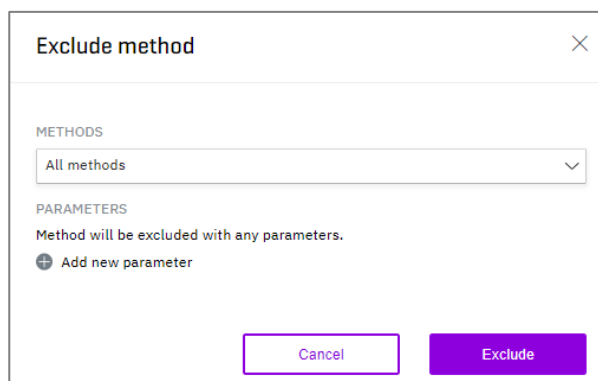 Exclude method
METHODS
All methods
PARAMETERS
Method will be excluded with any parameters.
Add new parameter
Cancel
Exclude